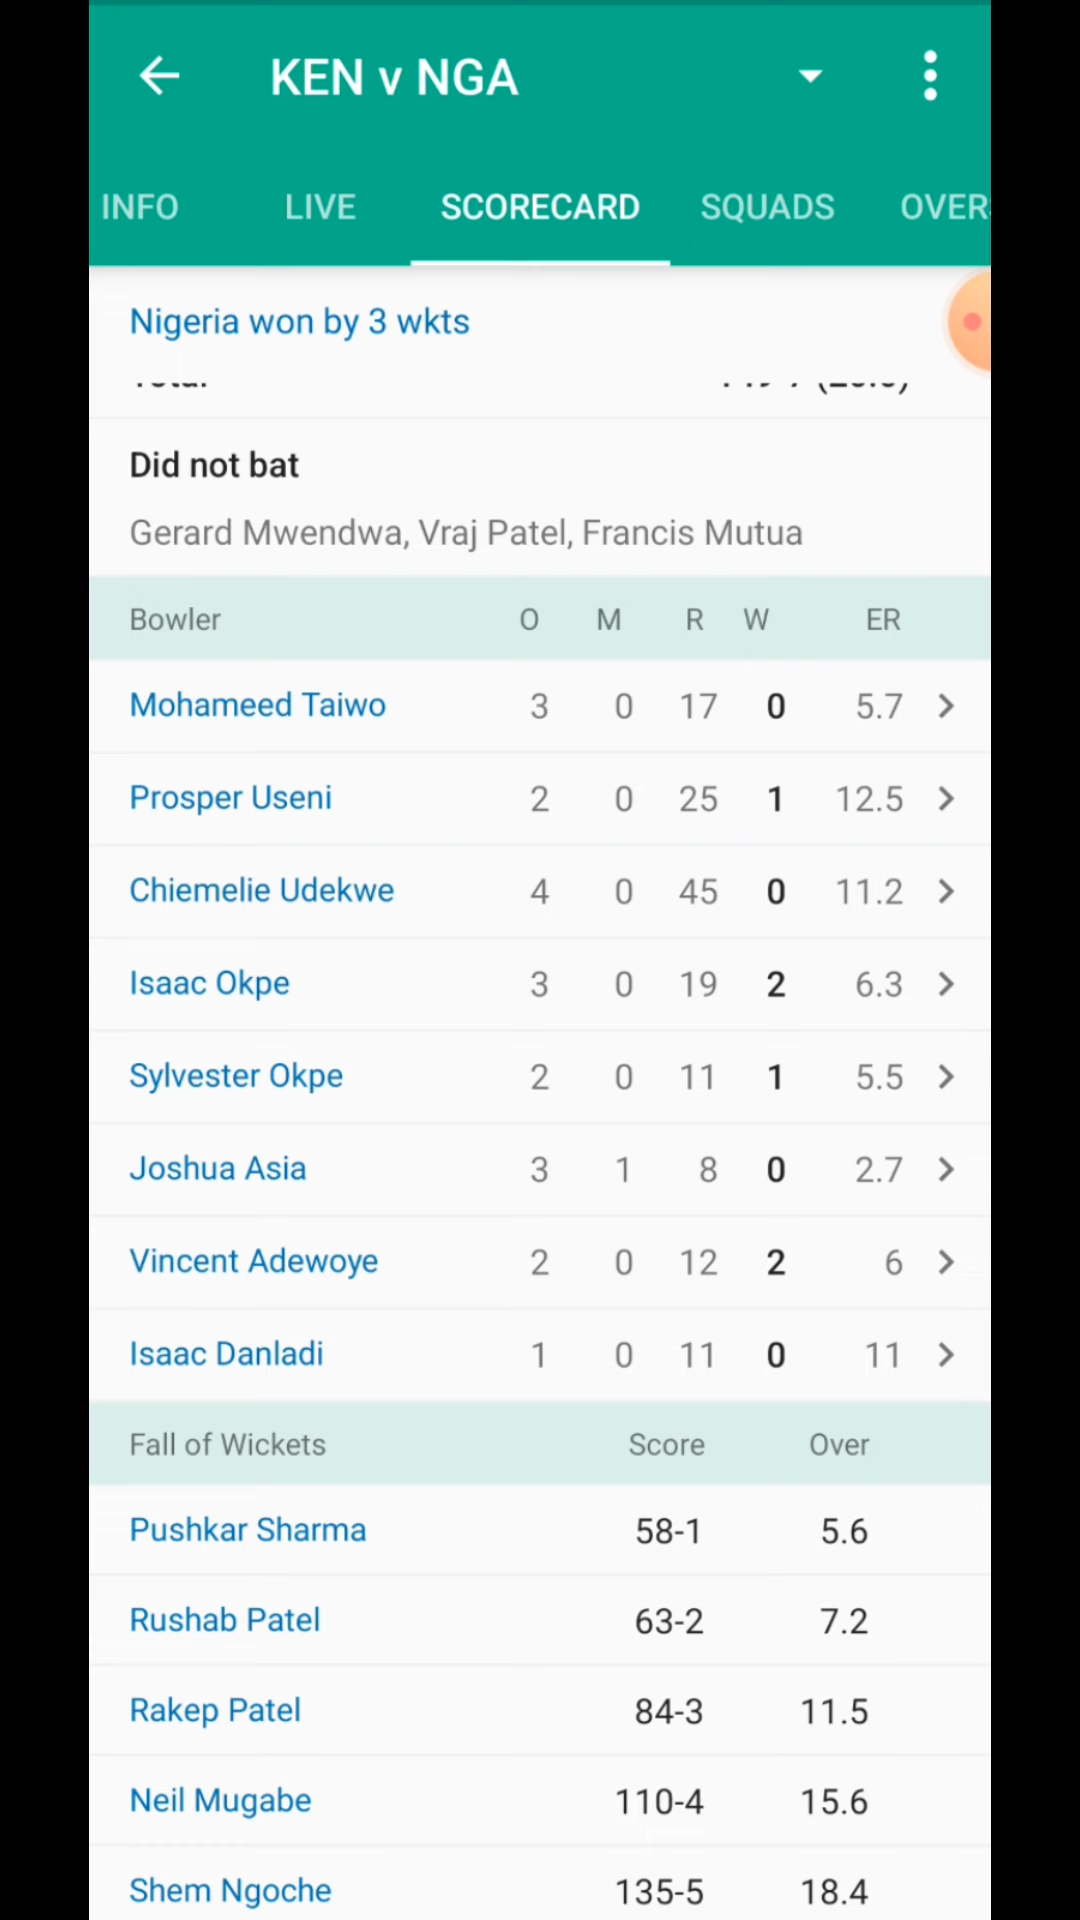 KEN v NGA
INFO LIVE SCORECARD SQUADS OVER
Nigeria won by 3 wkts
Did not bat
Gerard Mwendwa, Vraj Patel, Francis Mutua
Bowler O M R W ER
Mohameed Taiwo 3 0 17 0 5.7
Prosper Useni 2 0 25 1 12.5
Chiemelie Udekwe 4 0 45 0 11.2
Isaac Okpe 3 0 19 2 6.3
Sylvester Okpe 2 0 11 1 5.5
Joshua Asia 3 1 8 0 2.7
Vincent Adewoye 2 0 12 2 6
Isaac Danladi 1 0 11 0 11
Fall of Wickets Score Over
Pushkar Sharma 58-1 5.6
Rushab Patel 63-2 7.2
Rakep Patel 84-3 11.5
Neil Mugabe 110-4 15.6
Shem Ngoche 135-5 18.4